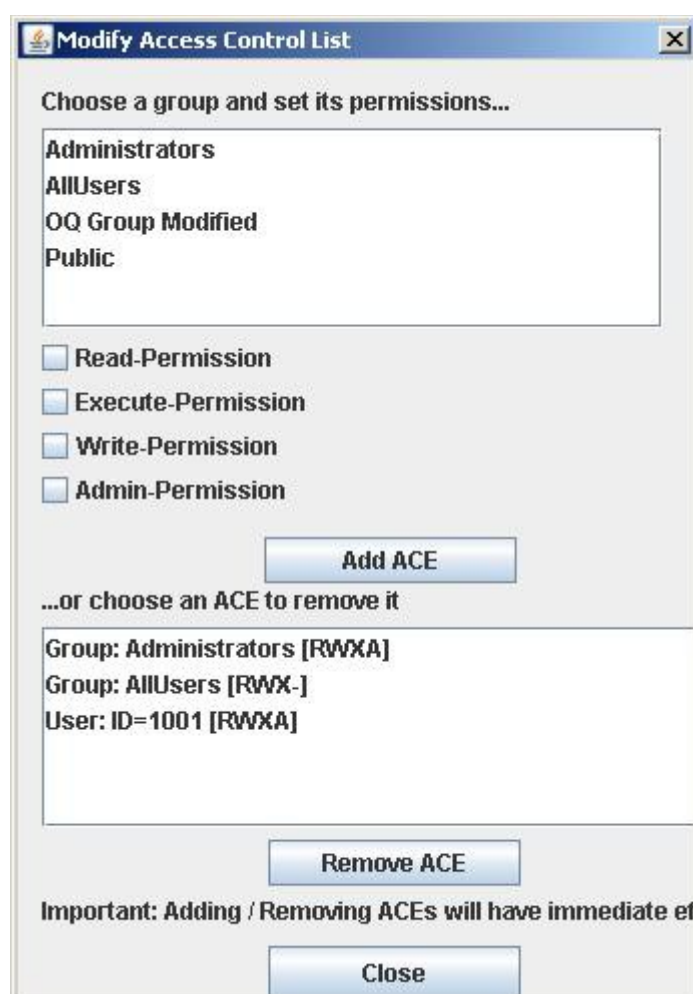 Modify Access Control List
Choose a group and set its permissions...
Administrators
AllUsers
OQ Group Modified
Public
Read-Permission
Execute-Permission
Write-Permission
Admin-Permission
Add ACE
...or choose an ACE to remove it
Group: Administrators [RWXA]
Group: AllUsers [RWX-]
User: ID=1001 [RWXA]
Remove ACE
Important: Adding / Removing ACEs will have immediate
Close